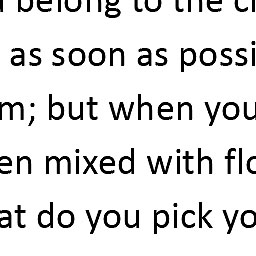 belong to the c
as soon as possi
m; but when you
en mixed with flo
at do you pick yo